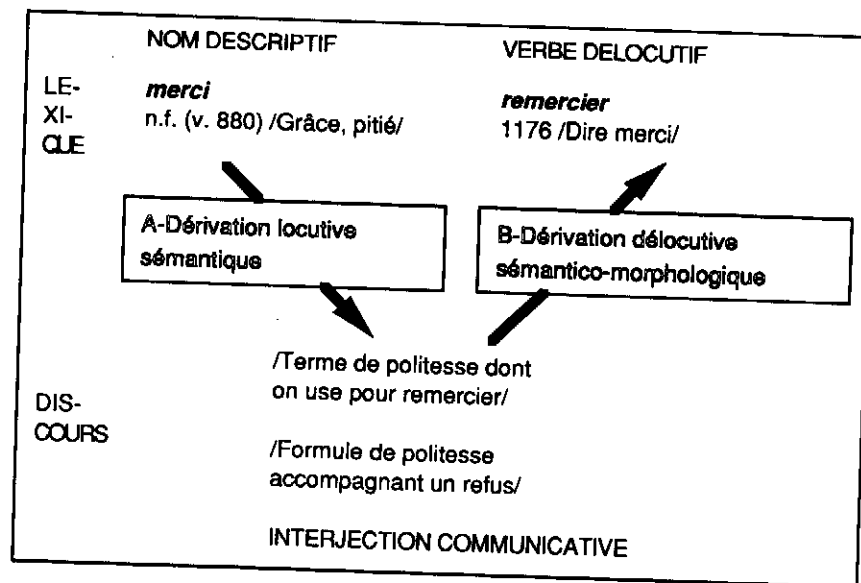 NOM DESCRIPTIF
VERBE DELOCUTIF
LE-
XI-
QUE
merci
n.f. (v. 880) /Grâce, pitié/
remercier
1176 /Dire merci/
A-Dérivation locutive
sémantique
B-Dérivation délocutive
sémantico-morphologique
/Terme de politesse dont
on use pour remercier/
DIS-
COURS
/Formule de politesse
accompagnant un refus/
INTERJECTION COMMUNICATIVE